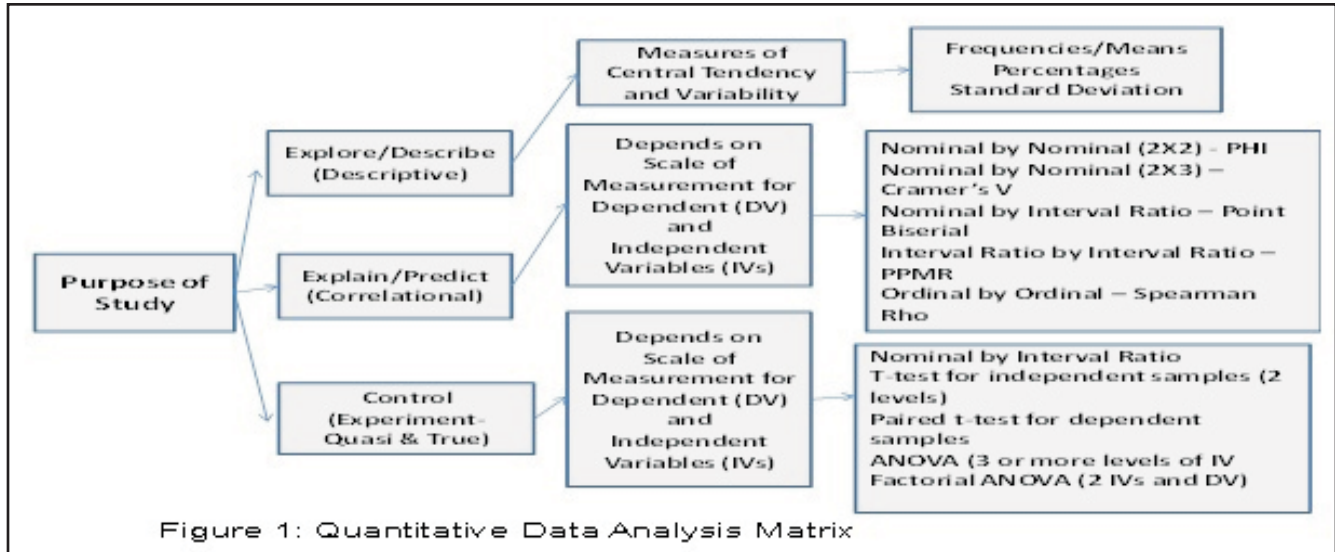 Purpose of
Study
Explore/Describe
(Descriptive)
Measures of
Central Tendency
and Variability
Frequencies/Means
Percentages
Standard Deviation
Explain/Predict
(Correlational)
Depends on
Scale of
Measurement for
Dependent (DV)
and
Independent
Variables (IVs)
Nominal by Nominal (2X2) - PHI
Nominal by Nominal (2X3) –
Cramer's V
Nominal by Interval Ratio – Point
Biserial
Interval Ratio by Interval Ratio –
PPMR
Ordinal by Ordinal – Spearman
Rho
Control
(Experiment-
Quasi & True)
Depends on
Scale of
Measurement for
Dependent (DV)
and
Independent
Variables (IVs)
Nominal by Interval Ratio
T-test for independent samples (2
levels)
Paired t-test for dependent
samples
ANOVA (3 or more levels of IV
Factorial ANOVA (2 IVs and DV)
Figure 1: Quantitative Data Analysis Matrix